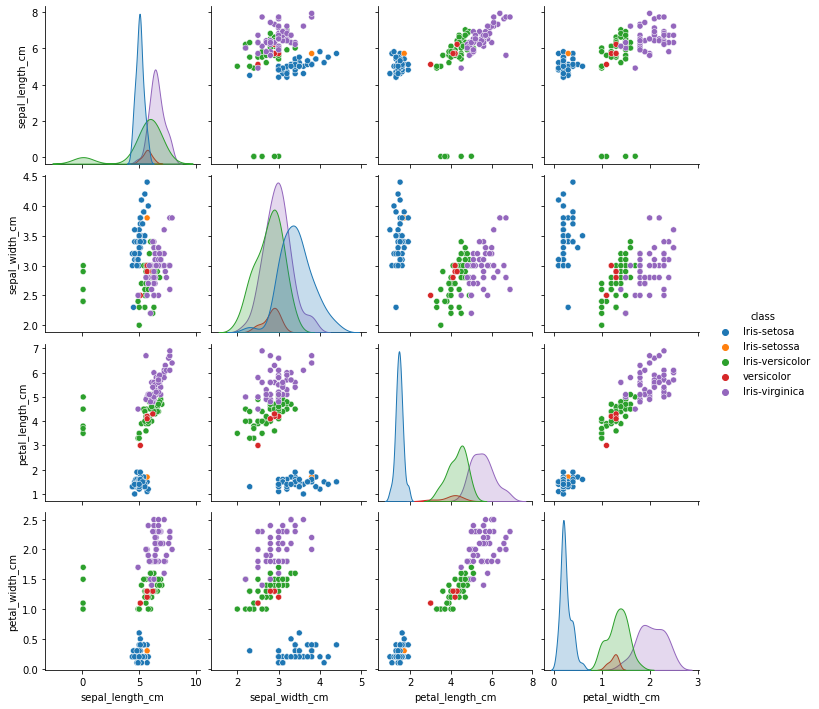 8
6
4
2
0
sepal_length_cm
4.5
4.0
3.5
3.0
2.5
2.0
sepal_width_cm
class
Iris-setosa
Iris-setossa
Iris-versicolor
versicolor
Iris-virginica
7
6
5
4
3
2
1
petal_length_cm
2.5
2.0
1.5
1.0
0.5
0.0
petal_width_cm
0 5 10
2 3 4 5
2 4 6 8
0 1 2 3
sepal_length_cm sepal_width_cm petal_length_cm petal_width_cm